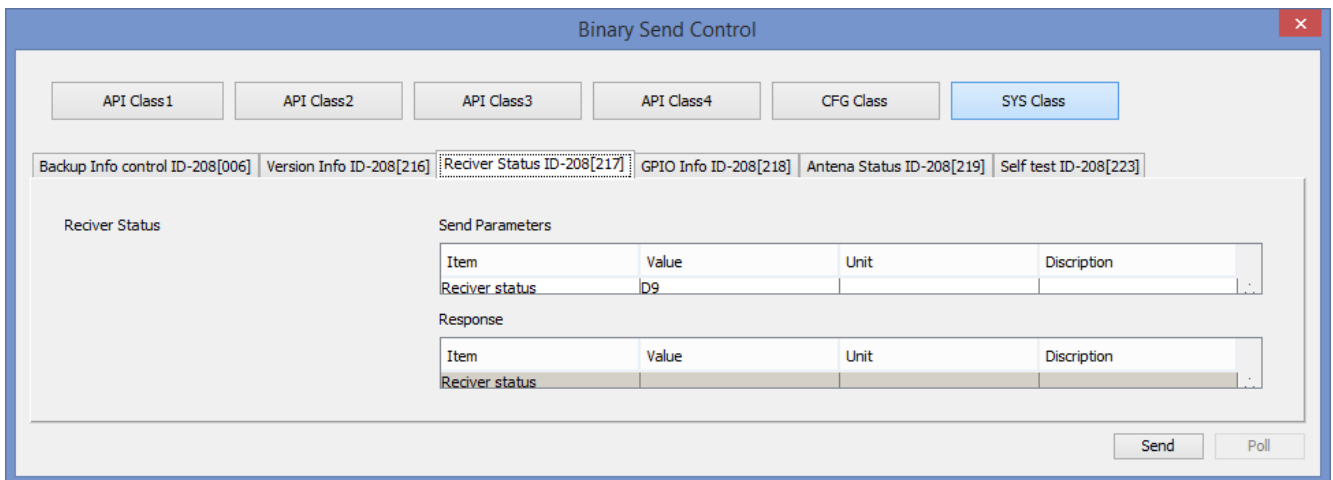 Binary Send Control
API Class1 API Class2 API Class3 API Class4 CFG Class SYS Class
Backup Info control ID-208[006] Version Info ID-208[216] Reciver Status ID-208[217] GPIO Info ID-208[218] Antena Status ID-208[219] Self test ID-208[223]
Reciver Status Send Parameters
Item Value Unit Discription
Reciver status D9
Response
Item Value Unit Discription
Reciver status
Send Poll